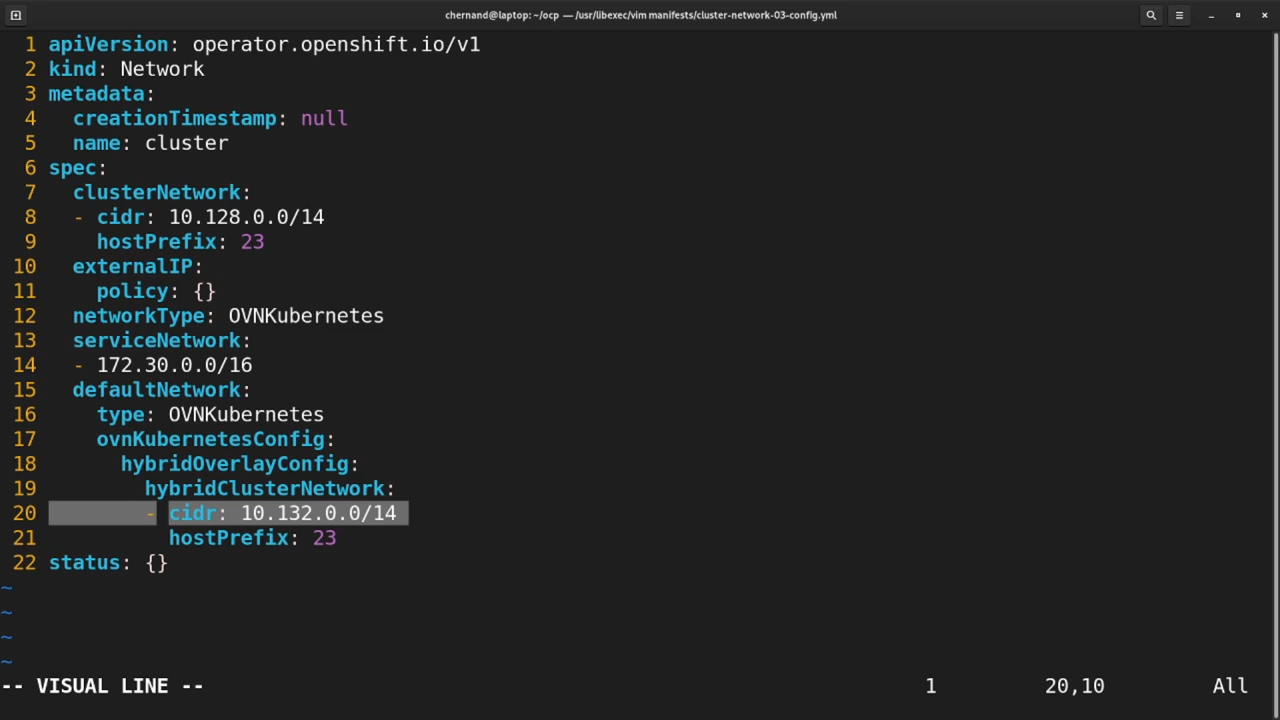 chernand@laptop: ~/ocp — /usr/libexec/vim manifests/cluster-network-03-config.yml
1 apiVersion: operator.openshift.io/v1
2 kind: Network
3 metadata:
4   creationTimestamp: null
5   name: cluster
6 spec:
7   clusterNetwork:
8   - cidr: 10.128.0.0/14
9     hostPrefix: 23
10   externalIP:
11     policy: {}
12   networkType: OVNKubernetes
13   serviceNetwork:
14   - 172.30.0.0/16
15   defaultNetwork:
16     type: OVNKubernetes
17     ovnKubernetesConfig:
18       hybridOverlayConfig:
19         hybridClusterNetwork:
20         - cidr: 10.132.0.0/14
21           hostPrefix: 23
22 status: {}
~
~
~
~
-- VISUAL LINE -- 1 20,10 All